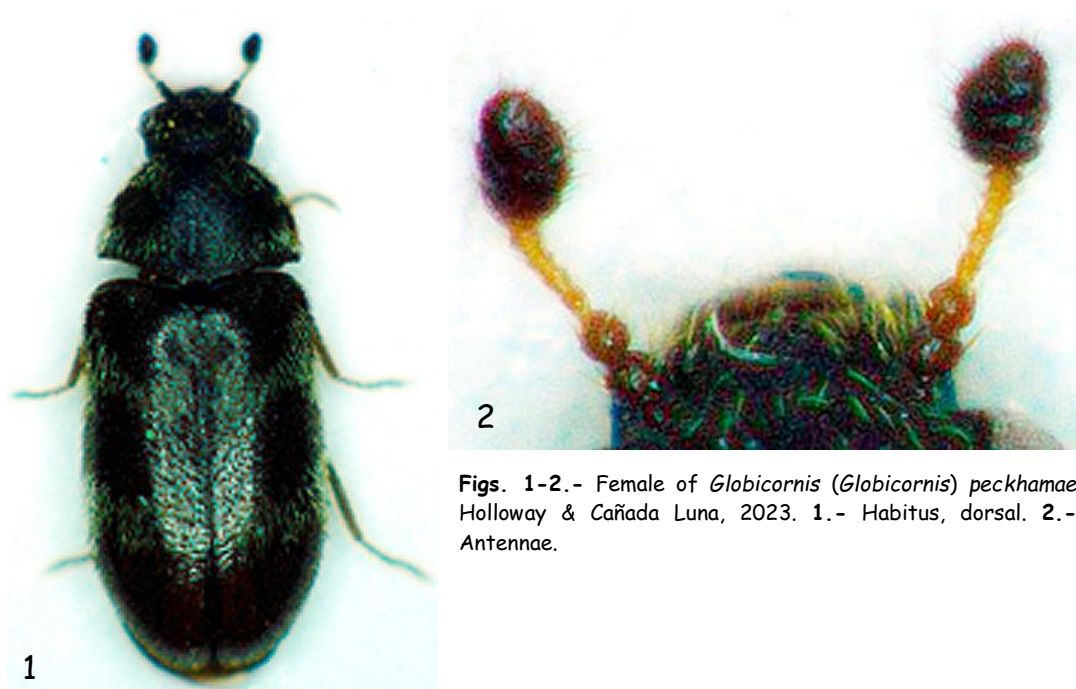 1
2
Figs. 1-2.- Female of Globicornis (Globicornis) peckhamae
Holloway & Cañada Luna, 2023. 1.- Habitus, dorsal. 2.-
Antennae.